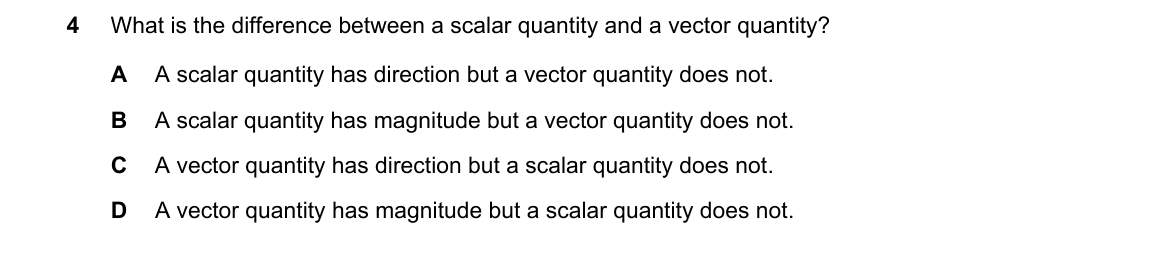 4 What is the difference between a scalar quantity and a vector quantity?
A A scalar quantity has direction but a vector quantity does not.
B A scalar quantity has magnitude but a vector quantity does not.
C A vector quantity has direction but a scalar quantity does not.
D A vector quantity has magnitude but a scalar quantity does not.